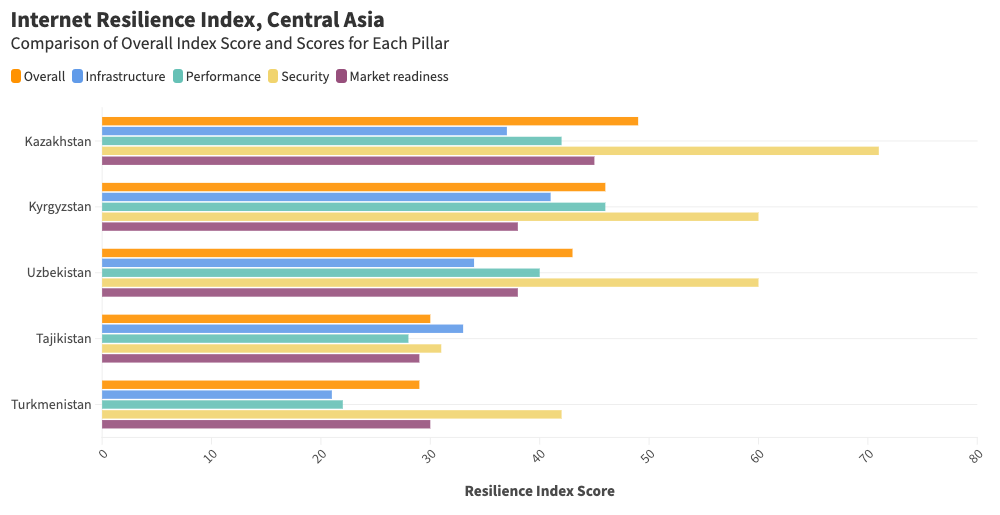 Internet Resilience Index, Central Asia
Comparison of Overall Index Score and Scores for Each Pillar
Overall Infrastructure Performance Security Market readiness
Kazakhstan
Kyrgyzstan
Uzbekistan
Tajikistan
Turkmenistan
0 10 20 30 40 50 60 70 80
Resilience Index Score